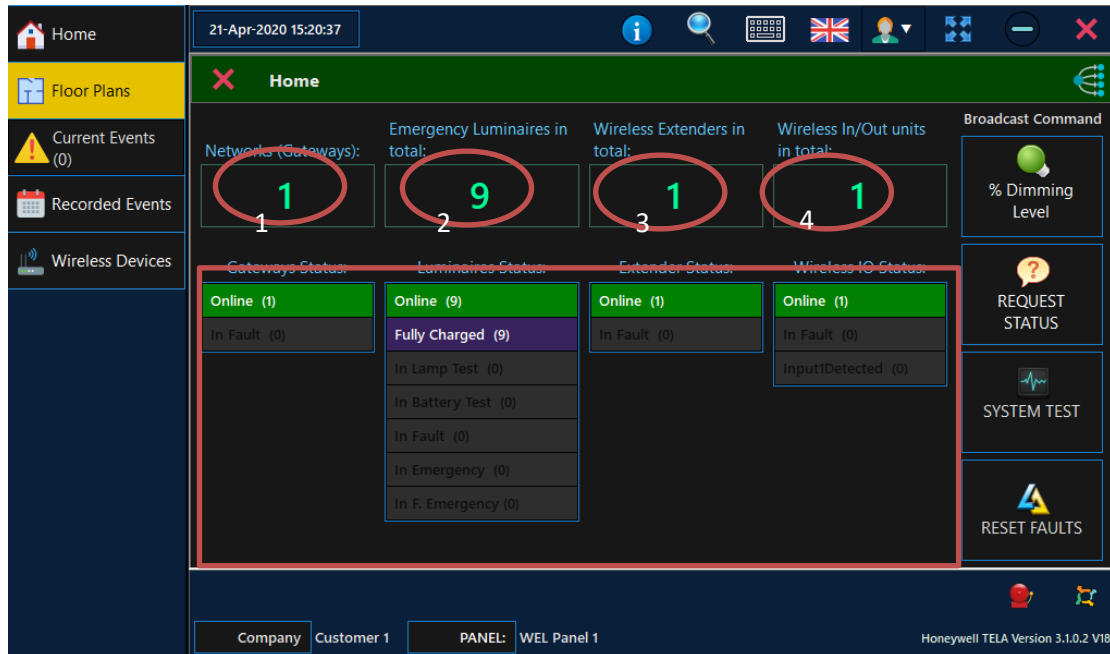 Home
Floor Plans
Current Events
(0)
Recorded Events
Wireless Devices
21-Apr-2020 15:20:37
Home
Networks (Gateways):
1
1
Emergency Luminaires in
total:
9
2
Wireless Extenders in
total:
1
3
Wireless In/Out units
in total:
1
4
Gateways Status:
Online (1)
In Fault (0)
Luminaires Status:
Online (9)
Fully Charged (9)
In Lamp Test (0)
In Battery Test (0)
In Fault (0)
In Emergency (0)
In F. Emergency (0)
Extender Status:
Online (1)
In Fault (0)
Wireless IO Status:
Online (1)
In Fault (0)
Input1Detected (0)
Broadcast Command
% Dimming
Level
REQUEST
STATUS
SYSTEM TEST
RESET FAULTS
Company Customer 1 PANEL: WEL Panel 1
Honeywell TELA Version 3.1.0.2 V18